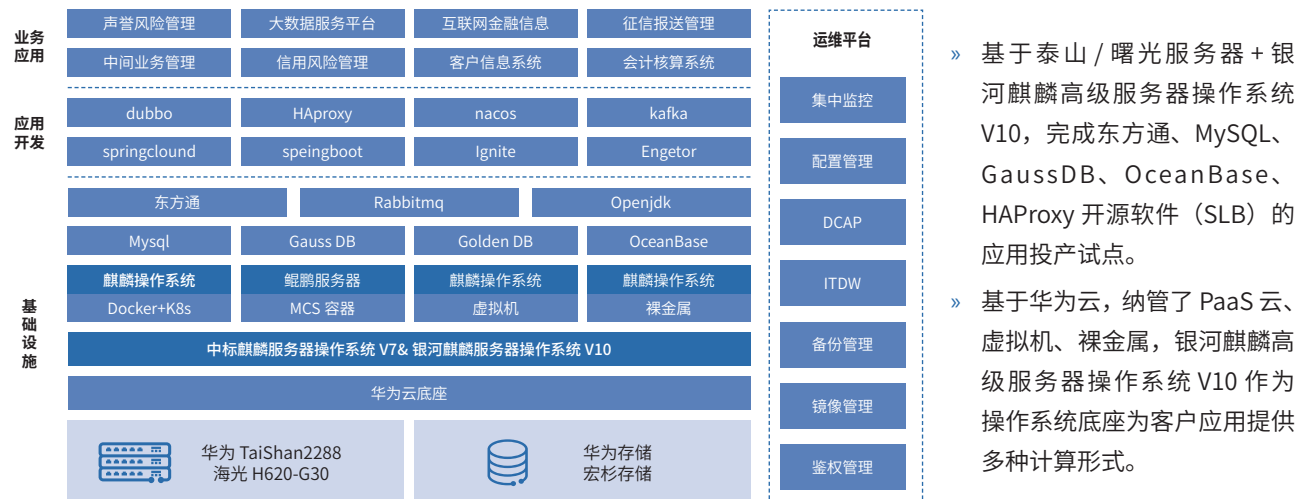 业务
应用
声誉风险管理
大数据服务平台
互联网金融信息
征信报送管理
中间业务管理
信用风险管理
客户信息系统
会计核算系统
应用
开发
dubbo
HAproxy
nacos
kafka
springclound
speingboot
Ignite
Engetor
基
础
设
施
东方通
Rabbitmq
Openjdk
Mysql
Gauss DB
Golden DB
OceanBase
麒麟操作系统
鲲鹏服务器
麒麟操作系统
麒麟操作系统
Docker+K8s
MCS 容器
虚拟机
裸金属
中标麒麟服务器操作系统 V7& 银河麒麟服务器操作系统 V10
华为云底座
华为 TaiShan2288
海光 H620-G30
华为存储
宏杉存储
运维平台
集中监控
配置管理
DCAP
ITDW
备份管理
镜像管理
鉴权管理
» 基于泰山 / 曙光服务器 + 银
河麒麟高级服务器操作系统
V10，完成东方通、MySQL、
GaussDB、OceanBase、
HAProxy 开源软件（SLB）的
应用投产试点。
» 基于华为云，纳管了 PaaS 云、
虚拟机、裸金属，银河麒麟高
级服务器操作系统 V10 作为
操作系统底座为客户应用提供
多种计算形式。